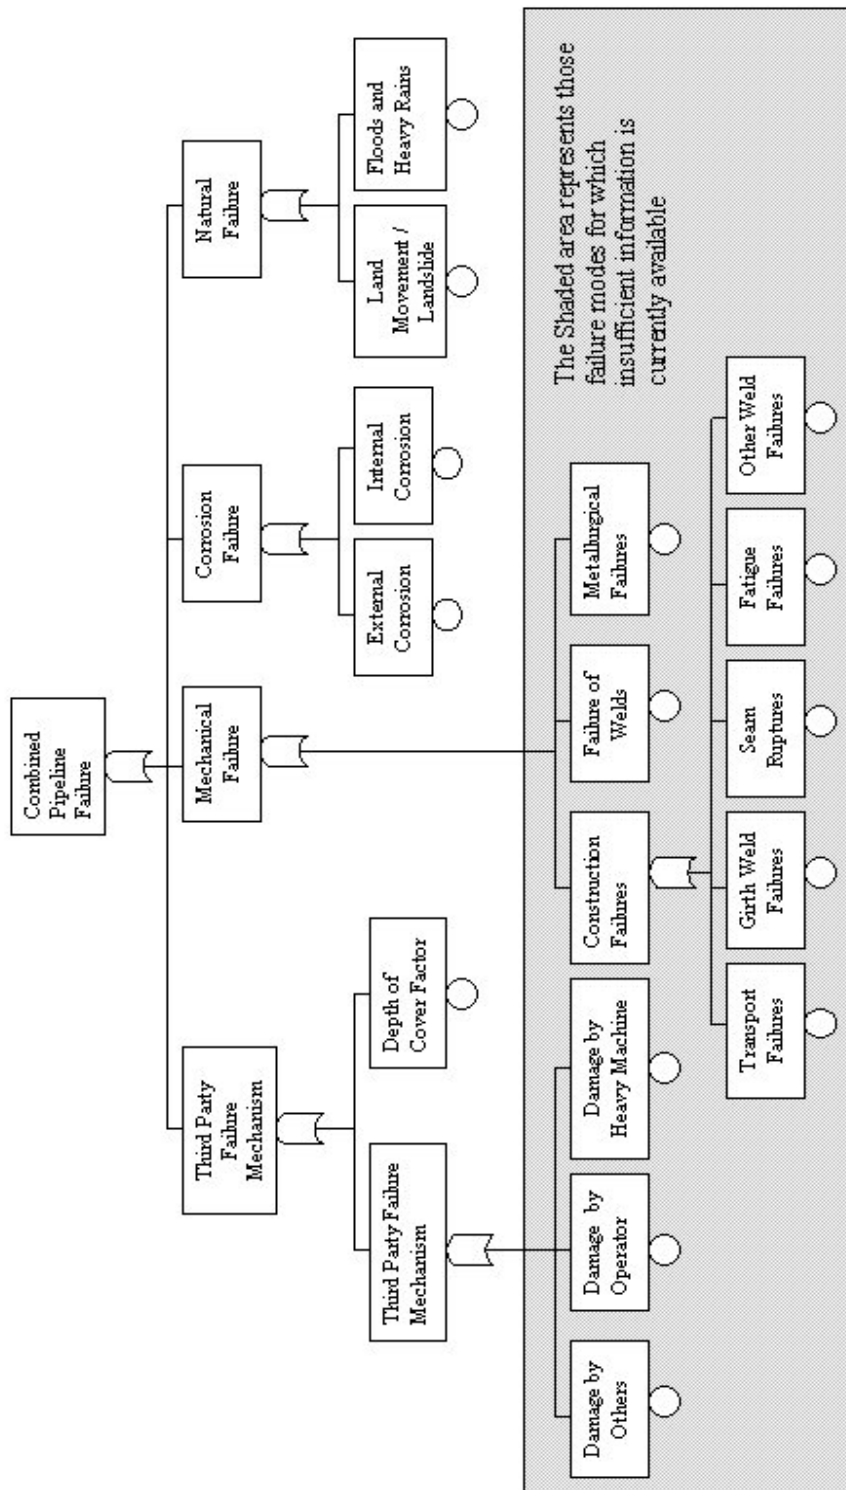 Combined
Pipeline
Failure
Third Party
Failure
Mechanism
Mechanical
Failure
Corrosion
Failure
Natural
Failure
Third Party Failure
Mechanism
Depth of
Cover Factor
External
Corrosion
Internal
Corrosion
Land
Movement /
Landslide
Floods and
Heavy Rains
The Shaded area represents those
failure modes for which
insufficient information is
currently available
Damage by
Others
Damage by
Operator
Damage by
Heavy Machine
Construction
Failures
Failure of
Welds
Metallurgical
Failures
Transport
Failures
Girth Weld
Failures
Seam
Ruptures
Fatigue
Failures
Other Weld
Failures